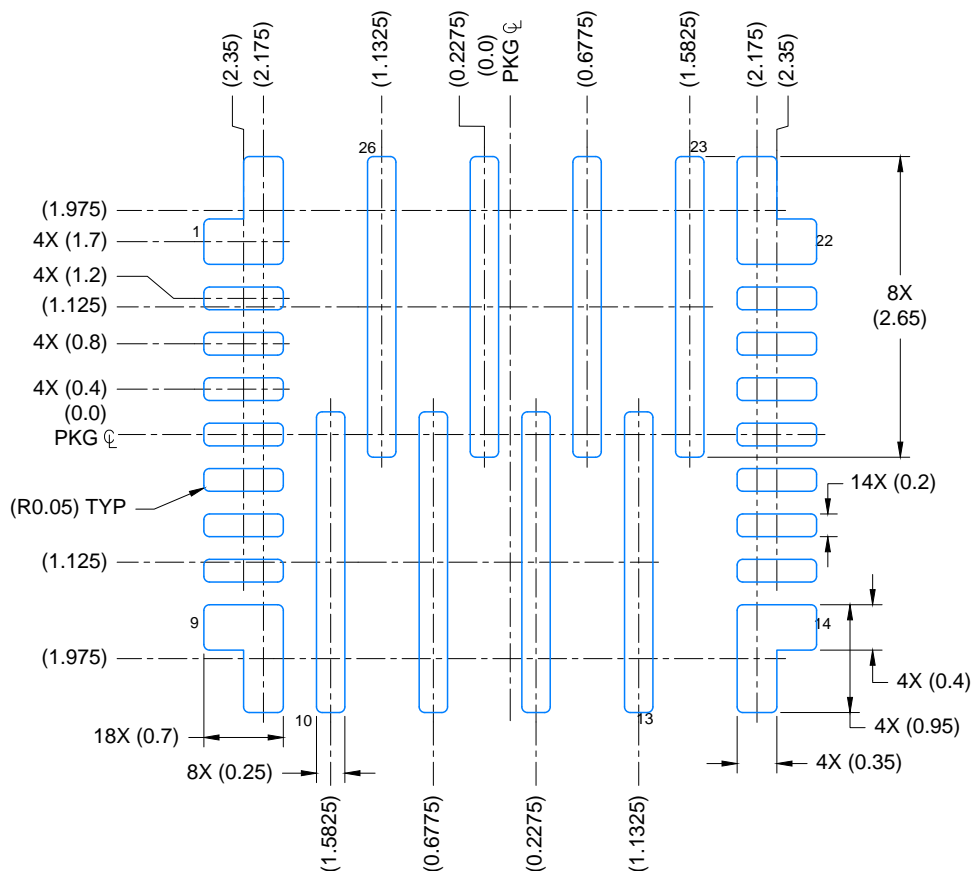 (2.35)
(2.175)
(1.1325)
(0.2275)
(0.0)
PKG ℄
(0.6775)
(1.5825)
(2.175)
(2.35)
26
23
(1.975)
1
4X (1.7)
22
4X (1.2)
(1.125)
8X
(2.65)
4X (0.8)
4X (0.4)
(0.0)
PKG ℄
14X (0.2)
(R0.05) TYP
(1.125)
9
14
(1.975)
4X (0.4)
10
13
4X (0.95)
18X (0.7)
8X (0.25)
4X (0.35)
(1.5825)
(0.6775)
(0.2275)
(1.1325)